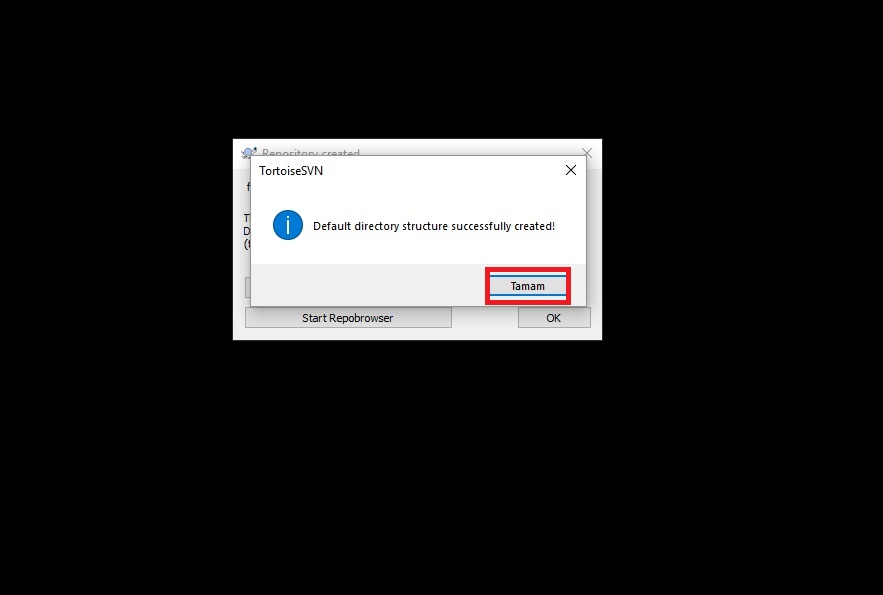 Repository created
TortoiseSVN
f
T
D
(t
Default directory structure successfully created!
Tamam
Start Repobrowser
OK